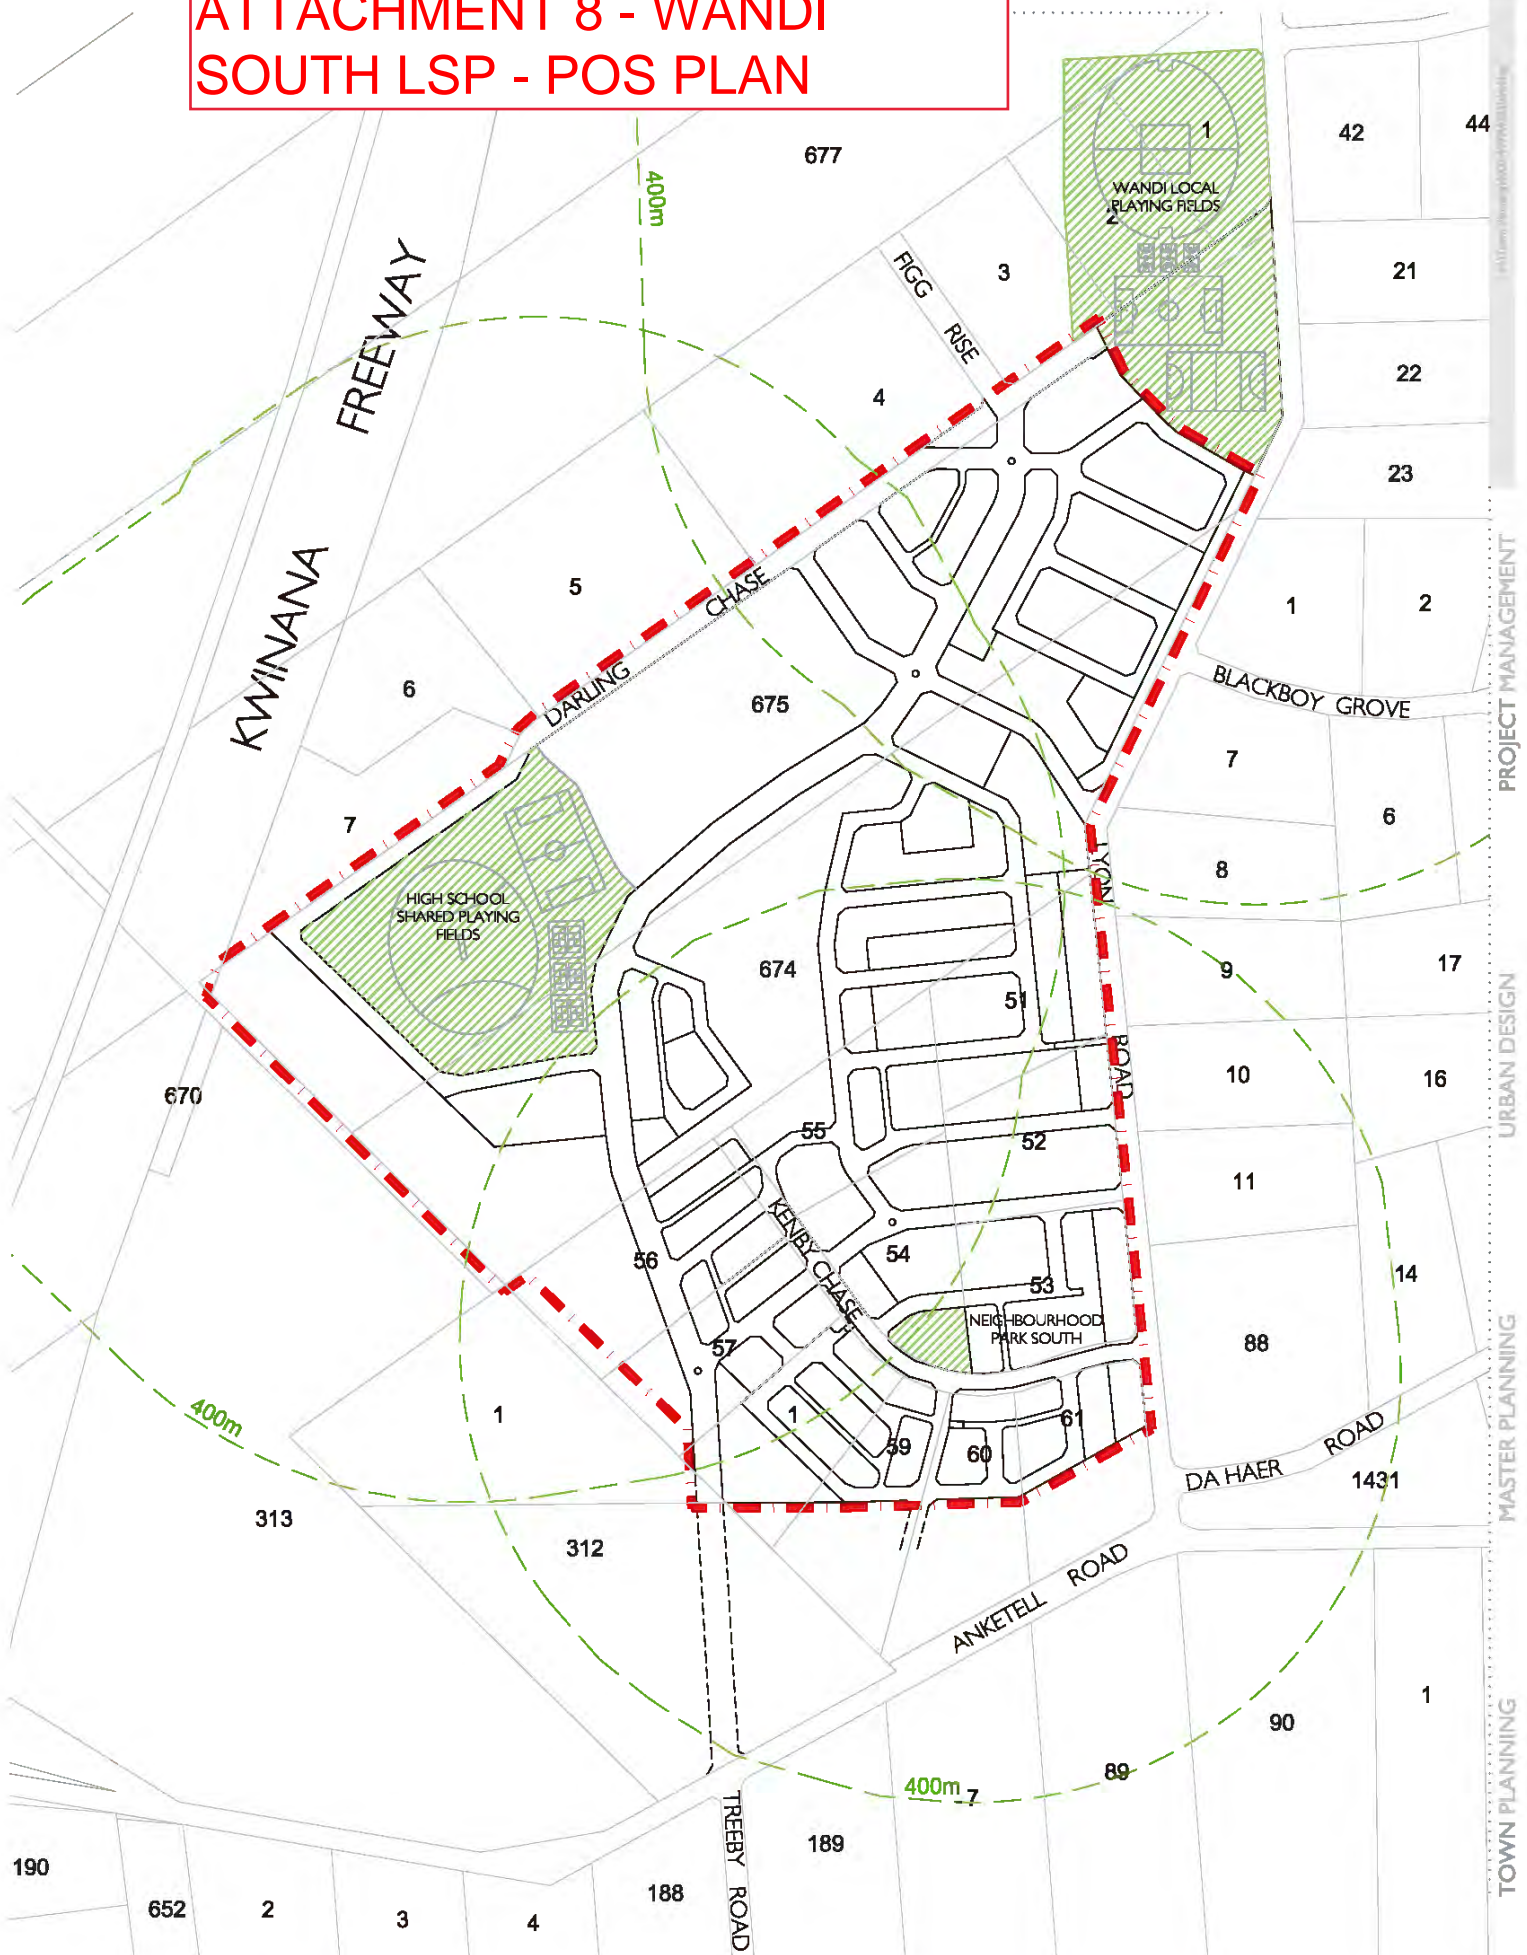 ATTACHMENT 8 - WANDI
SOUTH LSP - POS PLAN
677
1
42
44
WANDI LOCAL
PLAYING FIELDS
2
400m
FIGG RISE
3
21
KWINANA FREEWAY
4
22
23
5
CHASE
1
2
6
DARLING
675
BLACKBOY GROVE
7
6
7
8
LYON
HIGH SCHOOL
SHARED PLAYING
FIELDS
674
9
17
51
670
ROAD
10
16
55
52
11
KENBY CHASE
56
54
14
53
NEIGHBOURHOOD
PARK SOUTH
57
88
400m
1
1
61
59
60
DA HAER ROAD
1431
313
312
ANKETELL ROAD
1
90
89
400m
7
TREEBY ROAD
189
190
188
652
2
3
4
PROJECT MANAGEMENT
URBAN DESIGN
MASTER PLANNING
TOWN PLANNING